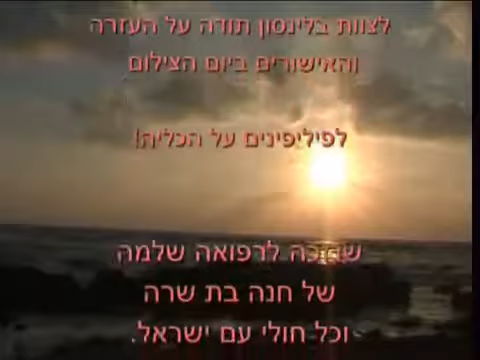 לצוות בלינסון תודה על העזרה
והאישורים ביום הצילום
לפיליפינים על הכליה!
שתזכה לרפואה שלמה
של חנה בת שרה
וכל חולי עם ישראל.